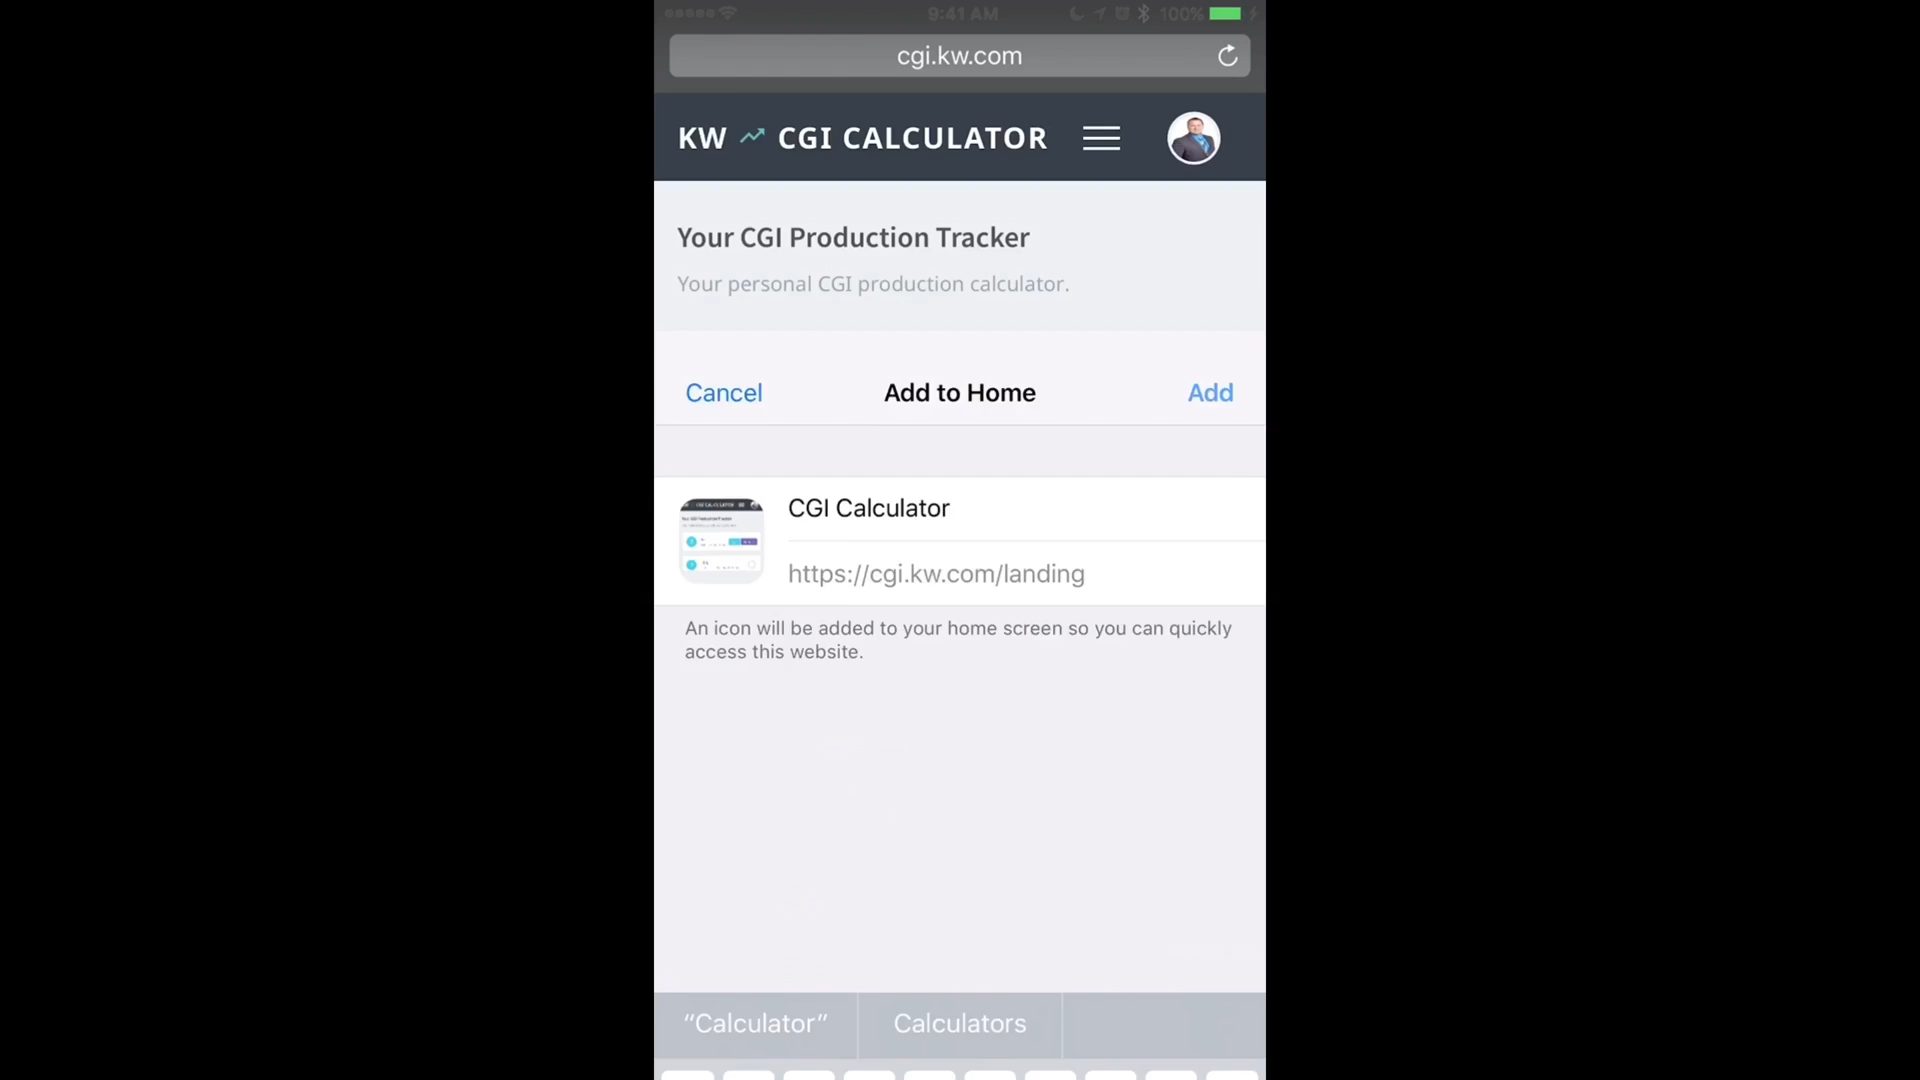 9:41 AM 100%
cgi.kw.com
KW CGI CALCULATOR
Your CGI Production Tracker
Your personal CGI production calculator.
Cancel Add to Home Add
CGI Calculator
https://cgi.kw.com/landing
An icon will be added to your home screen so you can quickly
access this website.
“Calculator” Calculators